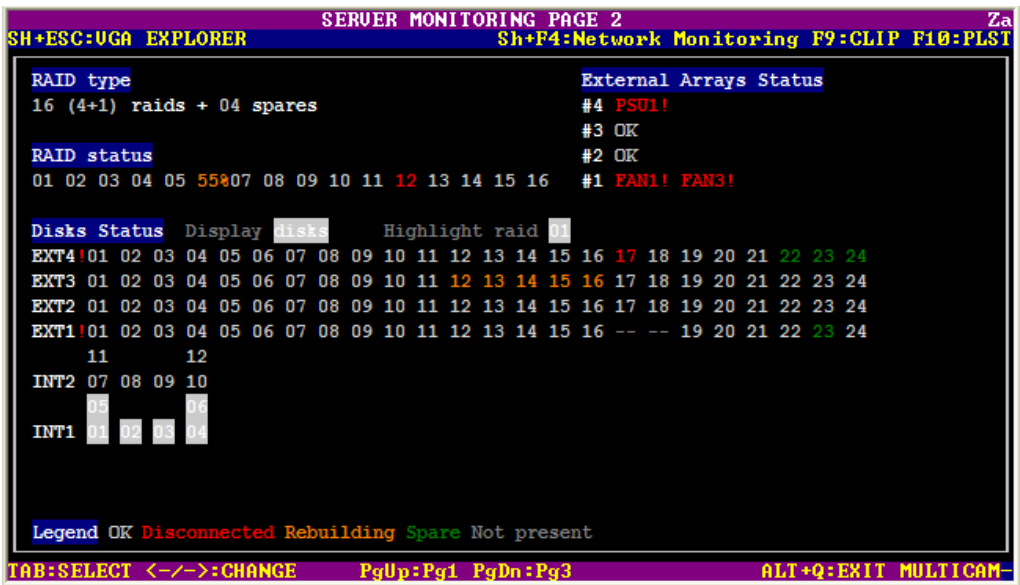 SERVER MONITORING PAGE 2 Za
SH+ESC:VGA EXPLORER Sh+F4:Network Monitoring F9:CLIP F10:PLST
RAID type External Arrays Status
16 (4+1) raids + 04 spares #4 PSU1!
#3 OK
RAID status #2 OK
01 02 03 04 05 55%07 08 09 10 11 12 13 14 15 16 #1 FAN1! FAN3!
Disks Status Display disks Highlight raid 01
EXT4!01 02 03 04 05 06 07 08 09 10 11 12 13 14 15 16 17 18 19 20 21 22 23 24
EXT3 01 02 03 04 05 06 07 08 09 10 11 12 13 14 15 16 17 18 19 20 21 22 23 24
EXT2 01 02 03 04 05 06 07 08 09 10 11 12 13 14 15 16 17 18 19 20 21 22 23 24
EXT1!01 02 03 04 05 06 07 08 09 10 11 12 13 14 15 16 -- -- 19 20 21 22 23 24
11 12
INT2 07 08 09 10
05 06
INT1 01 02 03 04
Legend OK Disconnected Rebuilding Spare Not present
TAB:SELECT <-/->:CHANGE PgUp:Pg1 PgDn:Pg3 ALT+Q:EXIT MULTICAM-